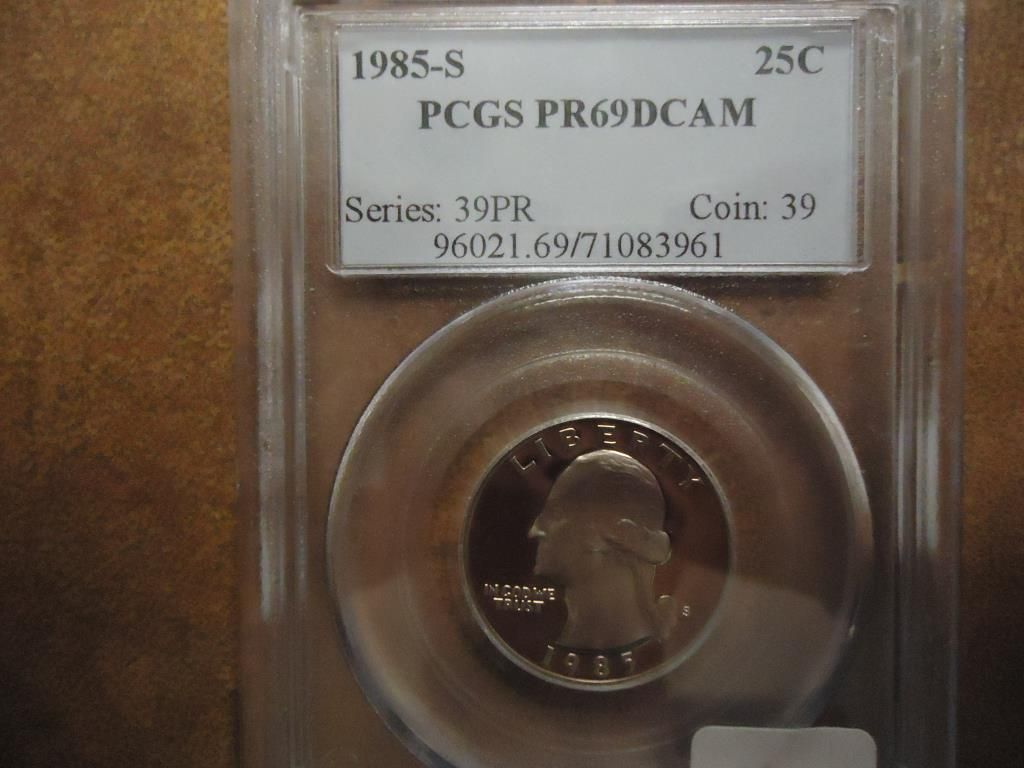 1985-S 25C
PCGS PR69DCAM
Series: 39PR Coin: 39
96021.69/71083961
LIBERTY
IN GOD WE
TRUST
S
1985